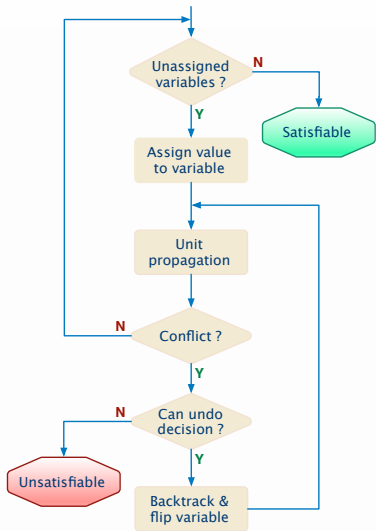 Unassigned
variables ?
N
Y
Satisfiable
Assign value
to variable
Unit
propagation
N
Conflict ?
Y
N
Can undo
decision ?
Y
Unsatisfiable
Backtrack &
flip variable